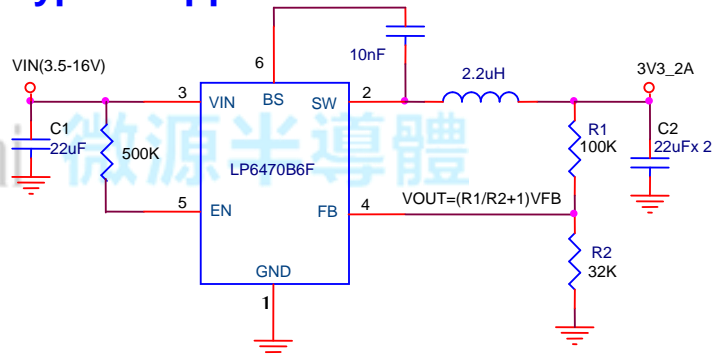 VIN(3.5-16V)
6
10nF
2.2uH
3V3_2A
3
VIN
BS
SW
2
C1
22uF
500K
LP6470B6F
R1
100K
C2
22uFx 2
微源半導體
5
EN
FB
4
VOUT=(R1/R2+1)VFB
R2
32K
GND
1